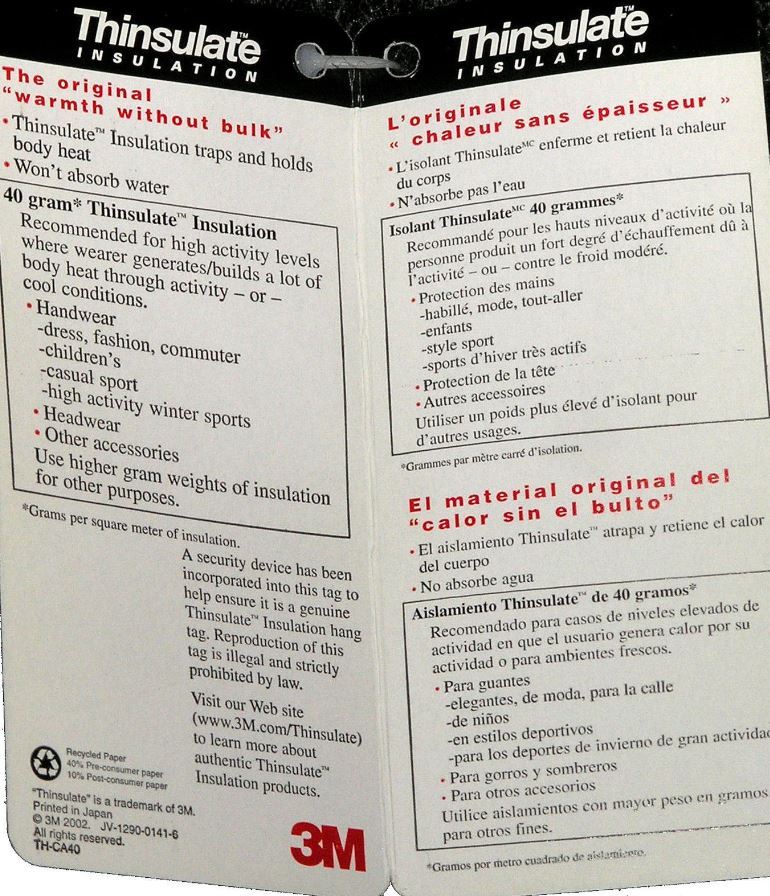 Thinsulate™
INSULATION
The original
“warmth without bulk”
• Thinsulate™ Insulation traps and holds
body heat
• Won’t absorb water
40 gram* Thinsulate™ Insulation
Recommended for high activity levels
where wearer generates/builds a lot of
body heat through activity – or –
cool conditions.
• Handwear
-dress, fashion, commuter
-children’s
-casual sport
-high activity winter sports
• Headwear
• Other accessories
Use higher gram weights of insulation
for other purposes.
*Grams per square meter of insulation.
A security device has been
incorporated into this tag to
help ensure it is a genuine
Thinsulate™ Insulation hang
tag. Reproduction of this
tag is illegal and strictly
prohibited by law.
Visit our Web site
(www.3M.com/Thinsulate)
to learn more about
authentic Thinsulate™
Insulation products.
Recycled Paper
40% Pre-consumer paper
10% Post-consumer paper
"Thinsulate" is a trademark of 3M.
Printed in Japan
© 3M 2002. JV-1290-0141-6
All rights reserved.
TH-CA40
3M
Thinsulate™
INSULATION
L’originale
« chaleur sans épaisseur »
• L’isolant Thinsulate MC enferme et retient la chaleur
du corps
• N’absorbe pas l’eau
Isolant Thinsulate MC 40 grammes*
Recommandé pour les hauts niveaux d’activité où la
personne produit un fort degré d’échauffement dû à
l’activité – ou – contre le froid modéré.
• Protection des mains
-habillé, mode, tout-aller
-enfants
-style sport
-sports d’hiver très actifs
• Protection de la tête
• Autres accessoires
Utiliser un poids plus élevé d’isolant pour
d’autres usages.
*Grammes par mètre carré d’isolation.
El material original del
“calor sin el bulto”
• El aislamiento Thinsulate™ atrapa y retiene el calor
del cuerpo
• No absorbe agua
Aislamiento Thinsulate™ de 40 gramos*
Recomendado para casos de niveles elevados de
actividad en que el usuario genera calor por su
actividad o para ambientes frescos.
• Para guantes
-elegantes, de moda, para la calle
-de niños
-en estilos deportivos
-para los deportes de invierno de gran activida
• Para gorros y sombreros
• Para otros accesorios
Utilice aislamientos con mayor peso en gramos
para otros fines.
*Gramos por metro cuadrado de aislamiento.